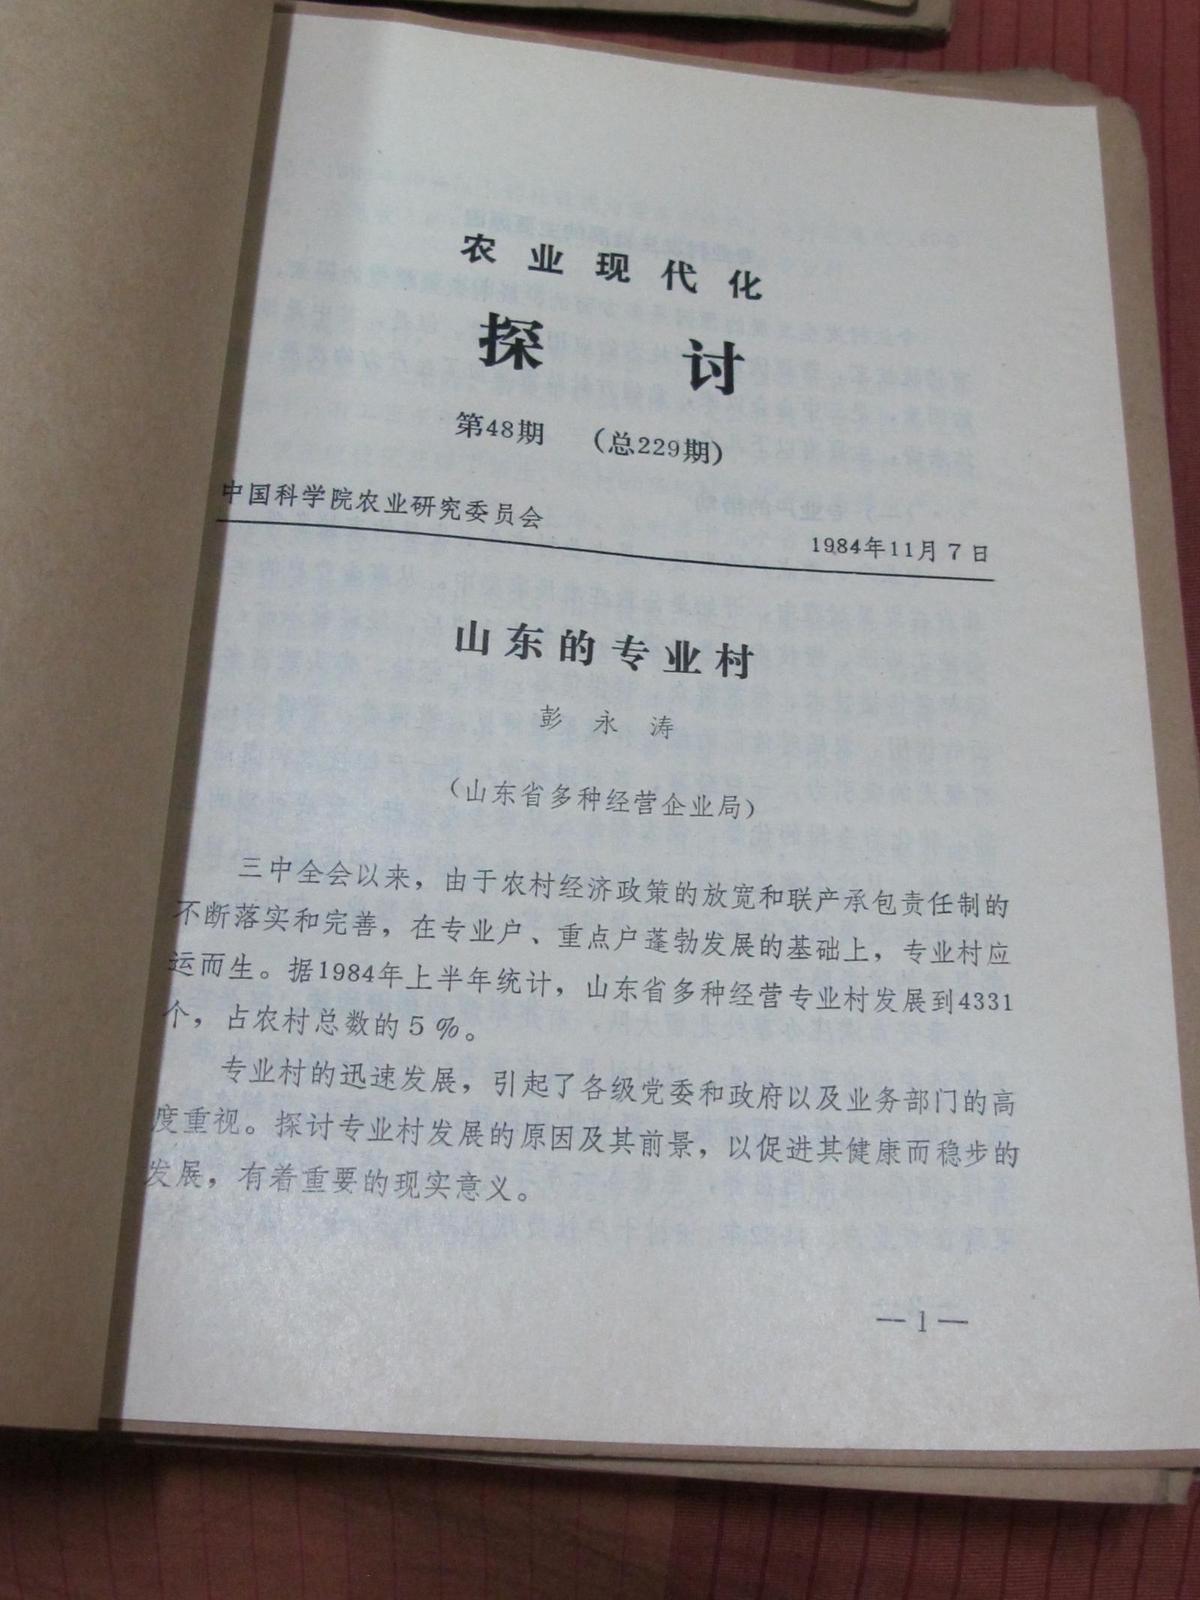 农业现代化
探讨
第48期 （总229期）
中国科学院农业研究委员会
1984年11月7日
山东的专业村
彭永涛
（山东省多种经营企业局）
三中全会以来，由于农村经济政策的放宽和联产承包责任制的
不断落实和完善，在专业户、重点户蓬勃发展的基础上，专业村应
运而生。据1984年上半年统计，山东省多种经营专业村发展到4331
个，占农村总数的5%。
专业村的迅速发展，引起了各级党委和政府以及业务部门的高
度重视。探讨专业村发展的原因及其前景，以促进其健康而稳步的
发展，有着重要的现实意义。
—1—